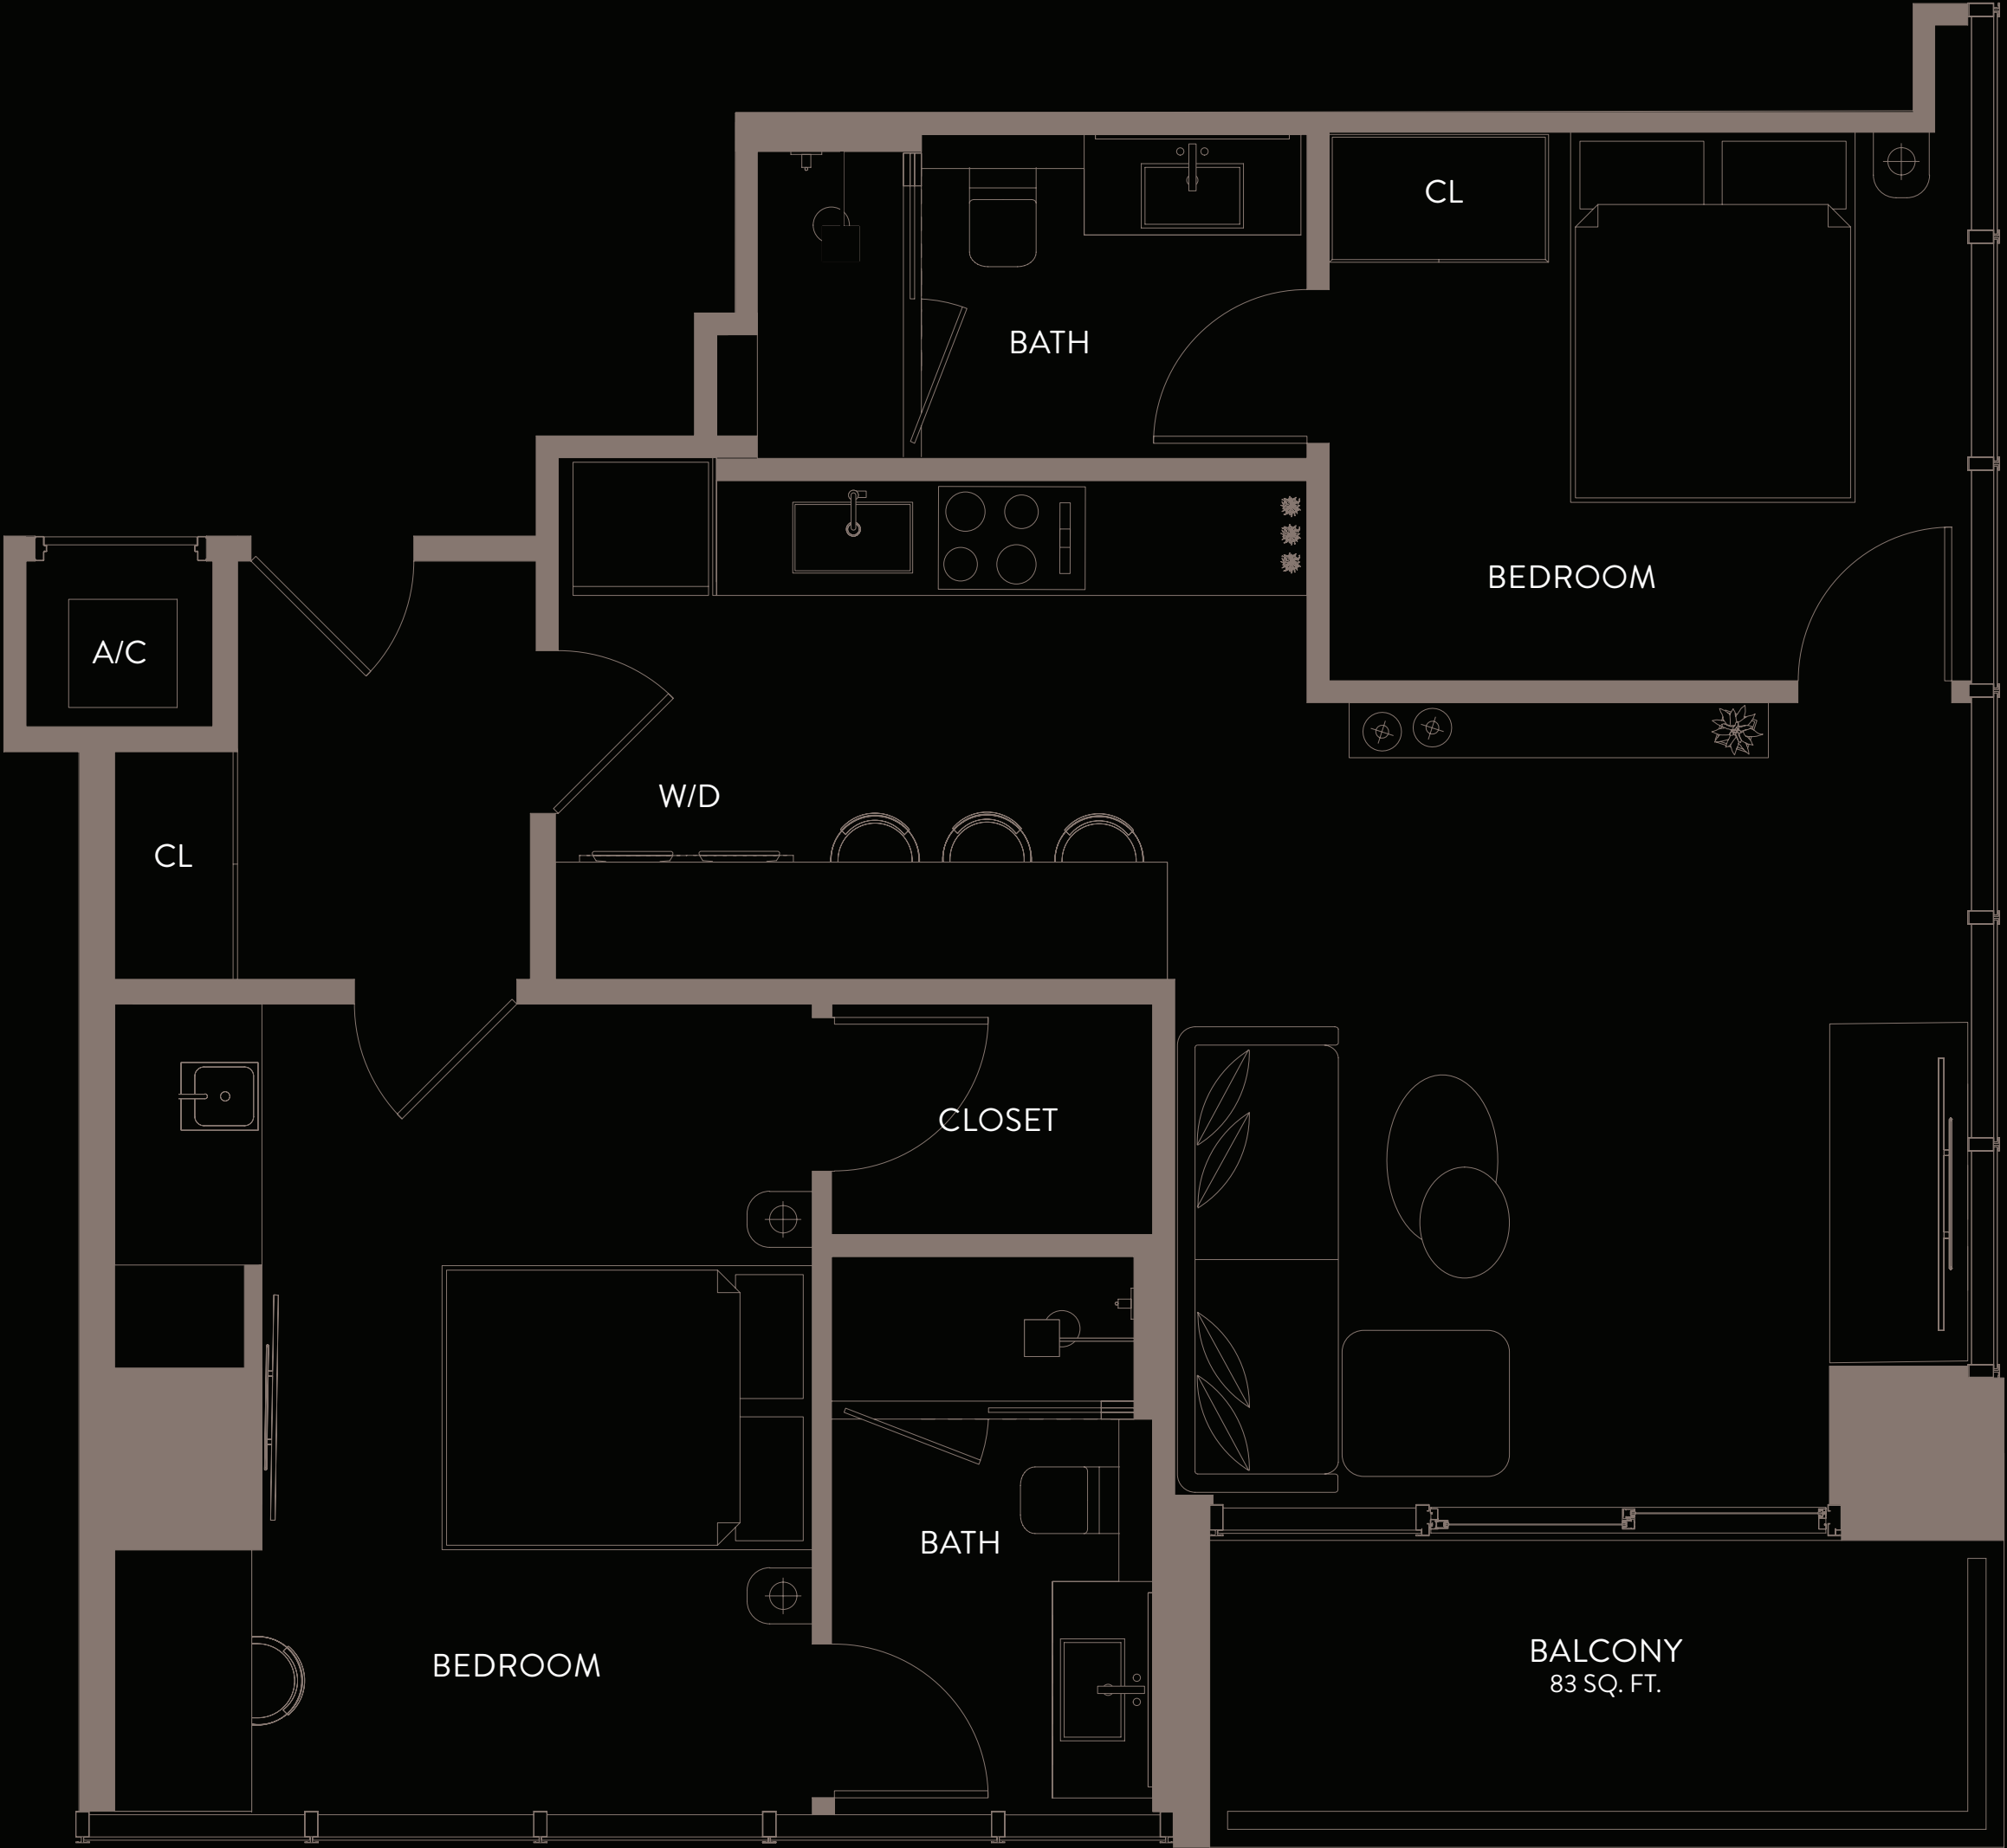 CL
BATH
BEDROOM
A/C
W/D
CL
CLOSET
BATH
BEDROOM
BALCONY
83 SQ. FT.